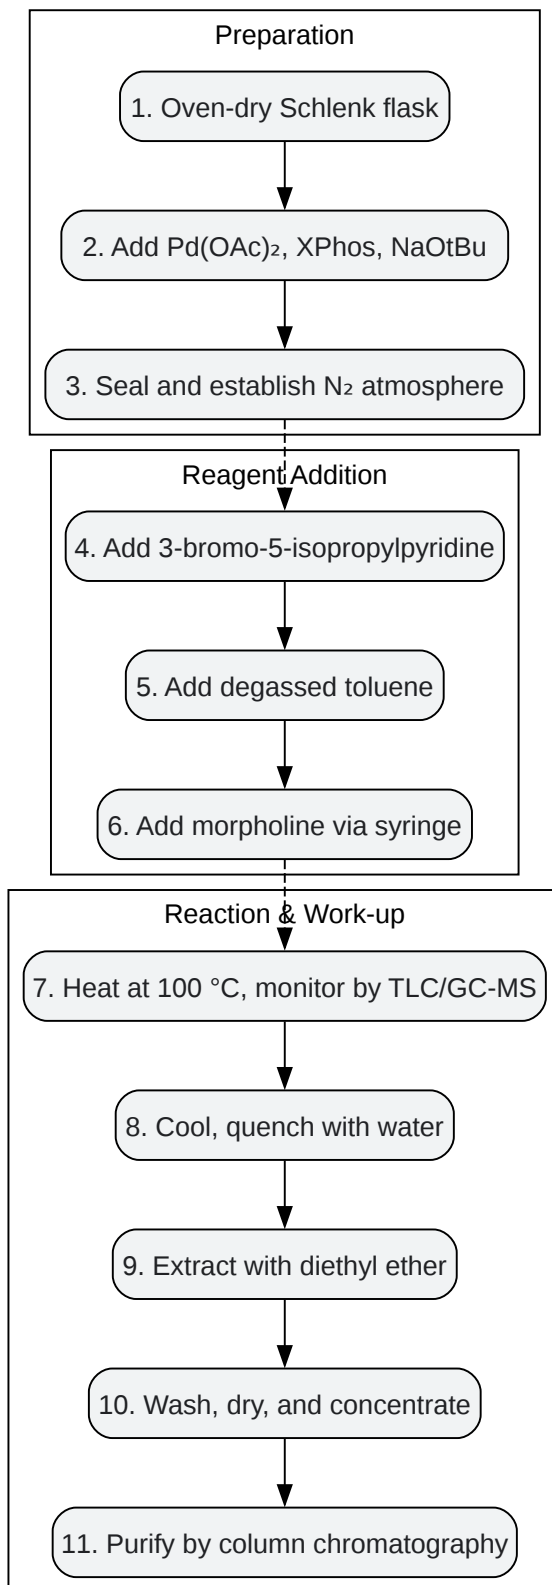 Preparation
1. Oven-dry Schlenk flask
2. Add Pd(OAc)₂, XPhos, NaOtBu
3. Seal and establish N₂ atmosphere
Reagent Addition
4. Add 3-bromo-5-isopropylpyridine
5. Add degassed toluene
6. Add morpholine via syringe
Reaction & Work-up
7. Heat at 100 °C, monitor by TLC/GC-MS
8. Cool, quench with water
9. Extract with diethyl ether
10. Wash, dry, and concentrate
11. Purify by column chromatography